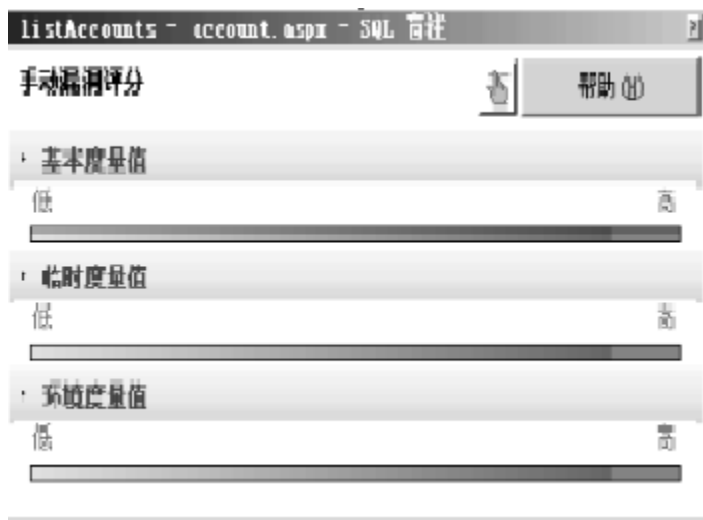 listAccounts - account.aspx - SQL 盲注
手动漏洞评分
帮助(H)
基本度量值
低 高
临时度量值
低 高
环境度量值
低 高